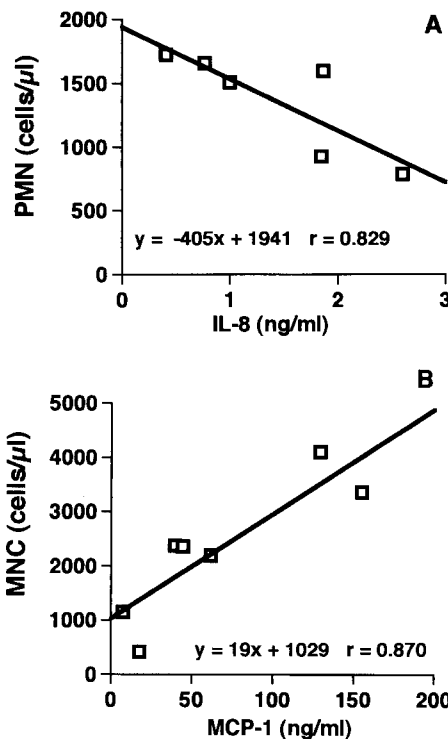 A
2000
1500
1000
500
0
PMN (cells/µl)
y = -405x + 1941 r = 0.829
0 1 2 3
IL-8 (ng/ml)
B
5000
4000
3000
2000
1000
0
MNC (cells/µl)
y = 19x + 1029 r = 0.870
0 50 100 150 200
MCP-1 (ng/ml)